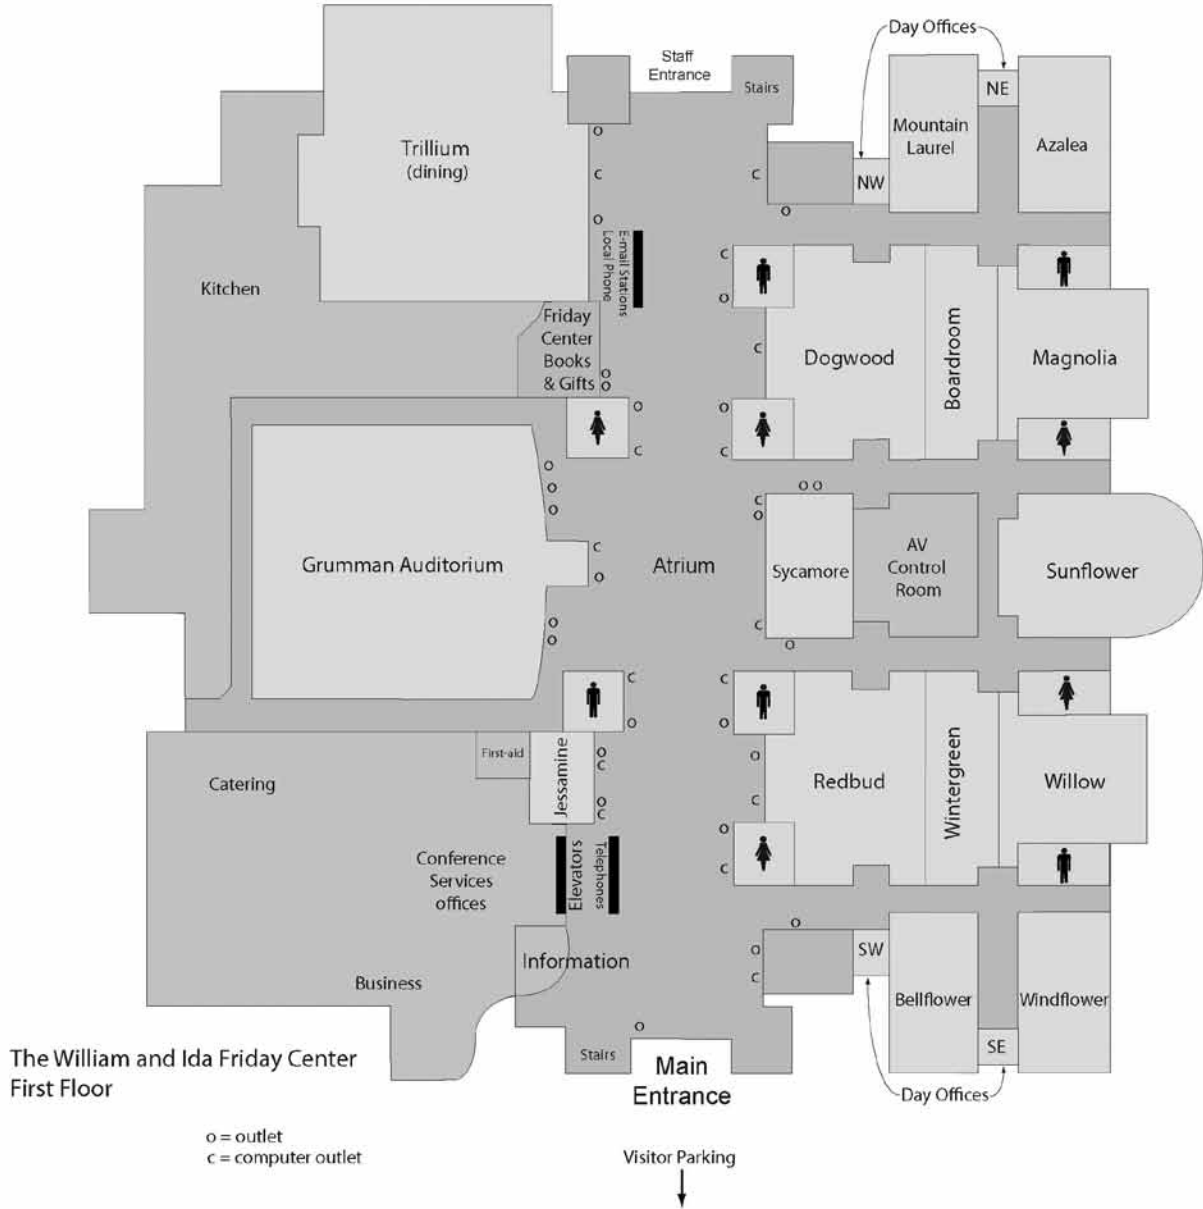 Day Offices
Staff
Entrance
Stairs
NE
Mountain
Laurel
Azalea
Trillium
(dining)
o
c
c
NW
o
o
E-mail Stations
Local Phone
c
Kitchen
o
Friday
Center
Books
& Gifts
c
Dogwood
Boardroom
Magnolia
o
o
o
o
c
c
o
o
o
o o
c
o
Grumman Auditorium
c
o
Atrium
Sycamore
AV
Control
Room
Sunflower
o
o
c
o
c
c
o
o
First-aid
Jessamine
o
c
o
c
o
c
o
c
Redbud
Wintergreen
Willow
Catering
Conference
Services
offices
Elevators
Telephones
Information
Business
o
o
c
SW
Bellflower
Windflower
o
Stairs
SE
Main
Entrance
Day Offices
The William and Ida Friday Center
First Floor
o = outlet
c = computer outlet
Visitor Parking